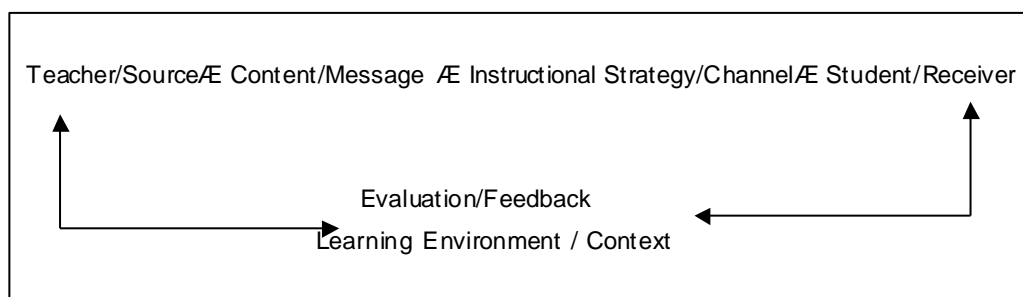 Teacher/SourceÆ Content/Message Æ Instructional Strategy/ChannelÆ Student/Receiver
Evaluation/Feedback
Learning Environment / Context